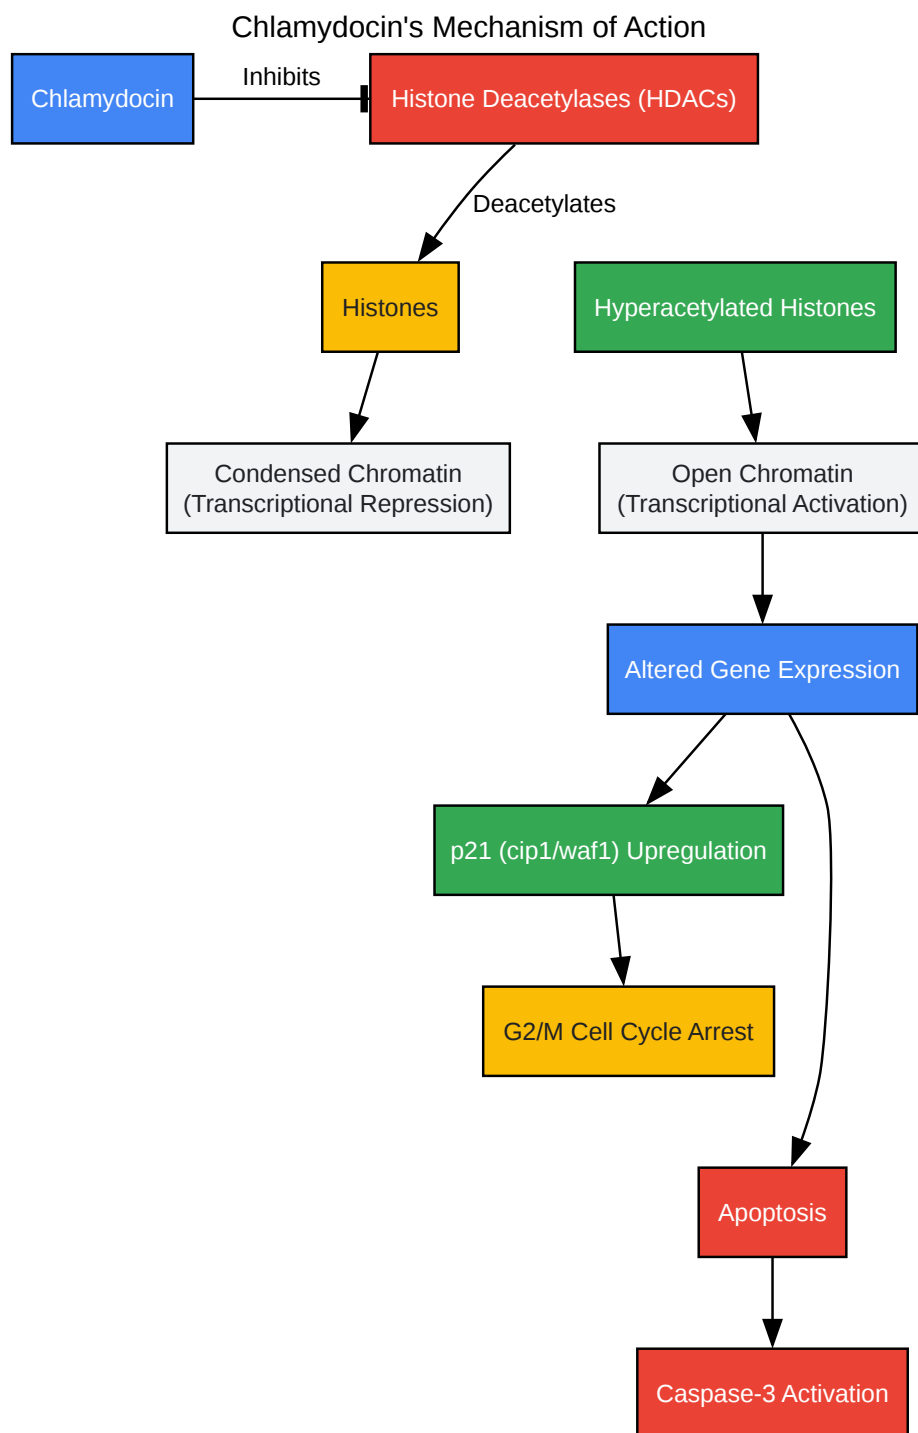 Chlamydocin's Mechanism of Action
Chlamydocin
Inhibits
Histone Deacetylases (HDACs)
Deacetylates
Histones
Hyperacetylated Histones
Condensed Chromatin
(Transcriptional Repression)
Open Chromatin
(Transcriptional Activation)
Altered Gene Expression
p21 (cip1/waf1) Upregulation
G2/M Cell Cycle Arrest
Apoptosis
Caspase-3 Activation